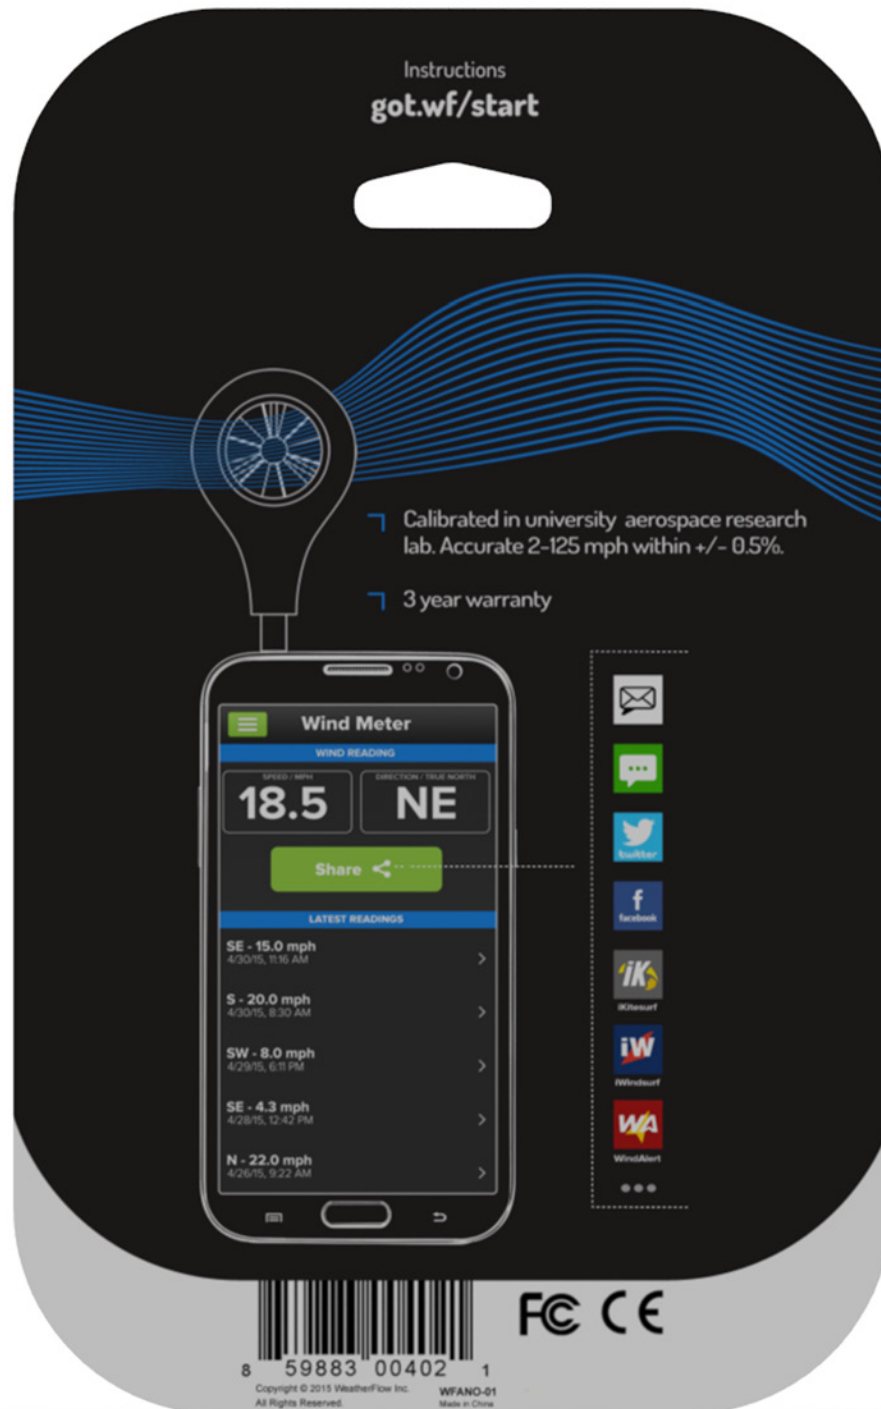 Instructions
got.wf/start
Calibrated in university aerospace research
lab. Accurate 2-125 mph within +/- 0.5%.
3 year warranty
Wind Meter
WIND READING
SPEED / MPH
18.5
DIRECTION / TRUE NORTH
NE
Share
LATEST READINGS
SE - 15.0 mph
4/30/15, 11:16 AM
S - 20.0 mph
4/30/15, 8:30 AM
SW - 8.0 mph
4/29/15, 6:11 PM
SE - 4.3 mph
4/28/15, 12:42 PM
N - 22.0 mph
4/26/15, 9:22 AM
twitter
f
facebook
iK
iKitesurf
iW
iWindsurf
WA
WindAlert
FC CE
8 59883 00402 1
Copyright © 2015 WeatherFlow Inc.
All Rights Reserved.
WFANO-01
Made in China